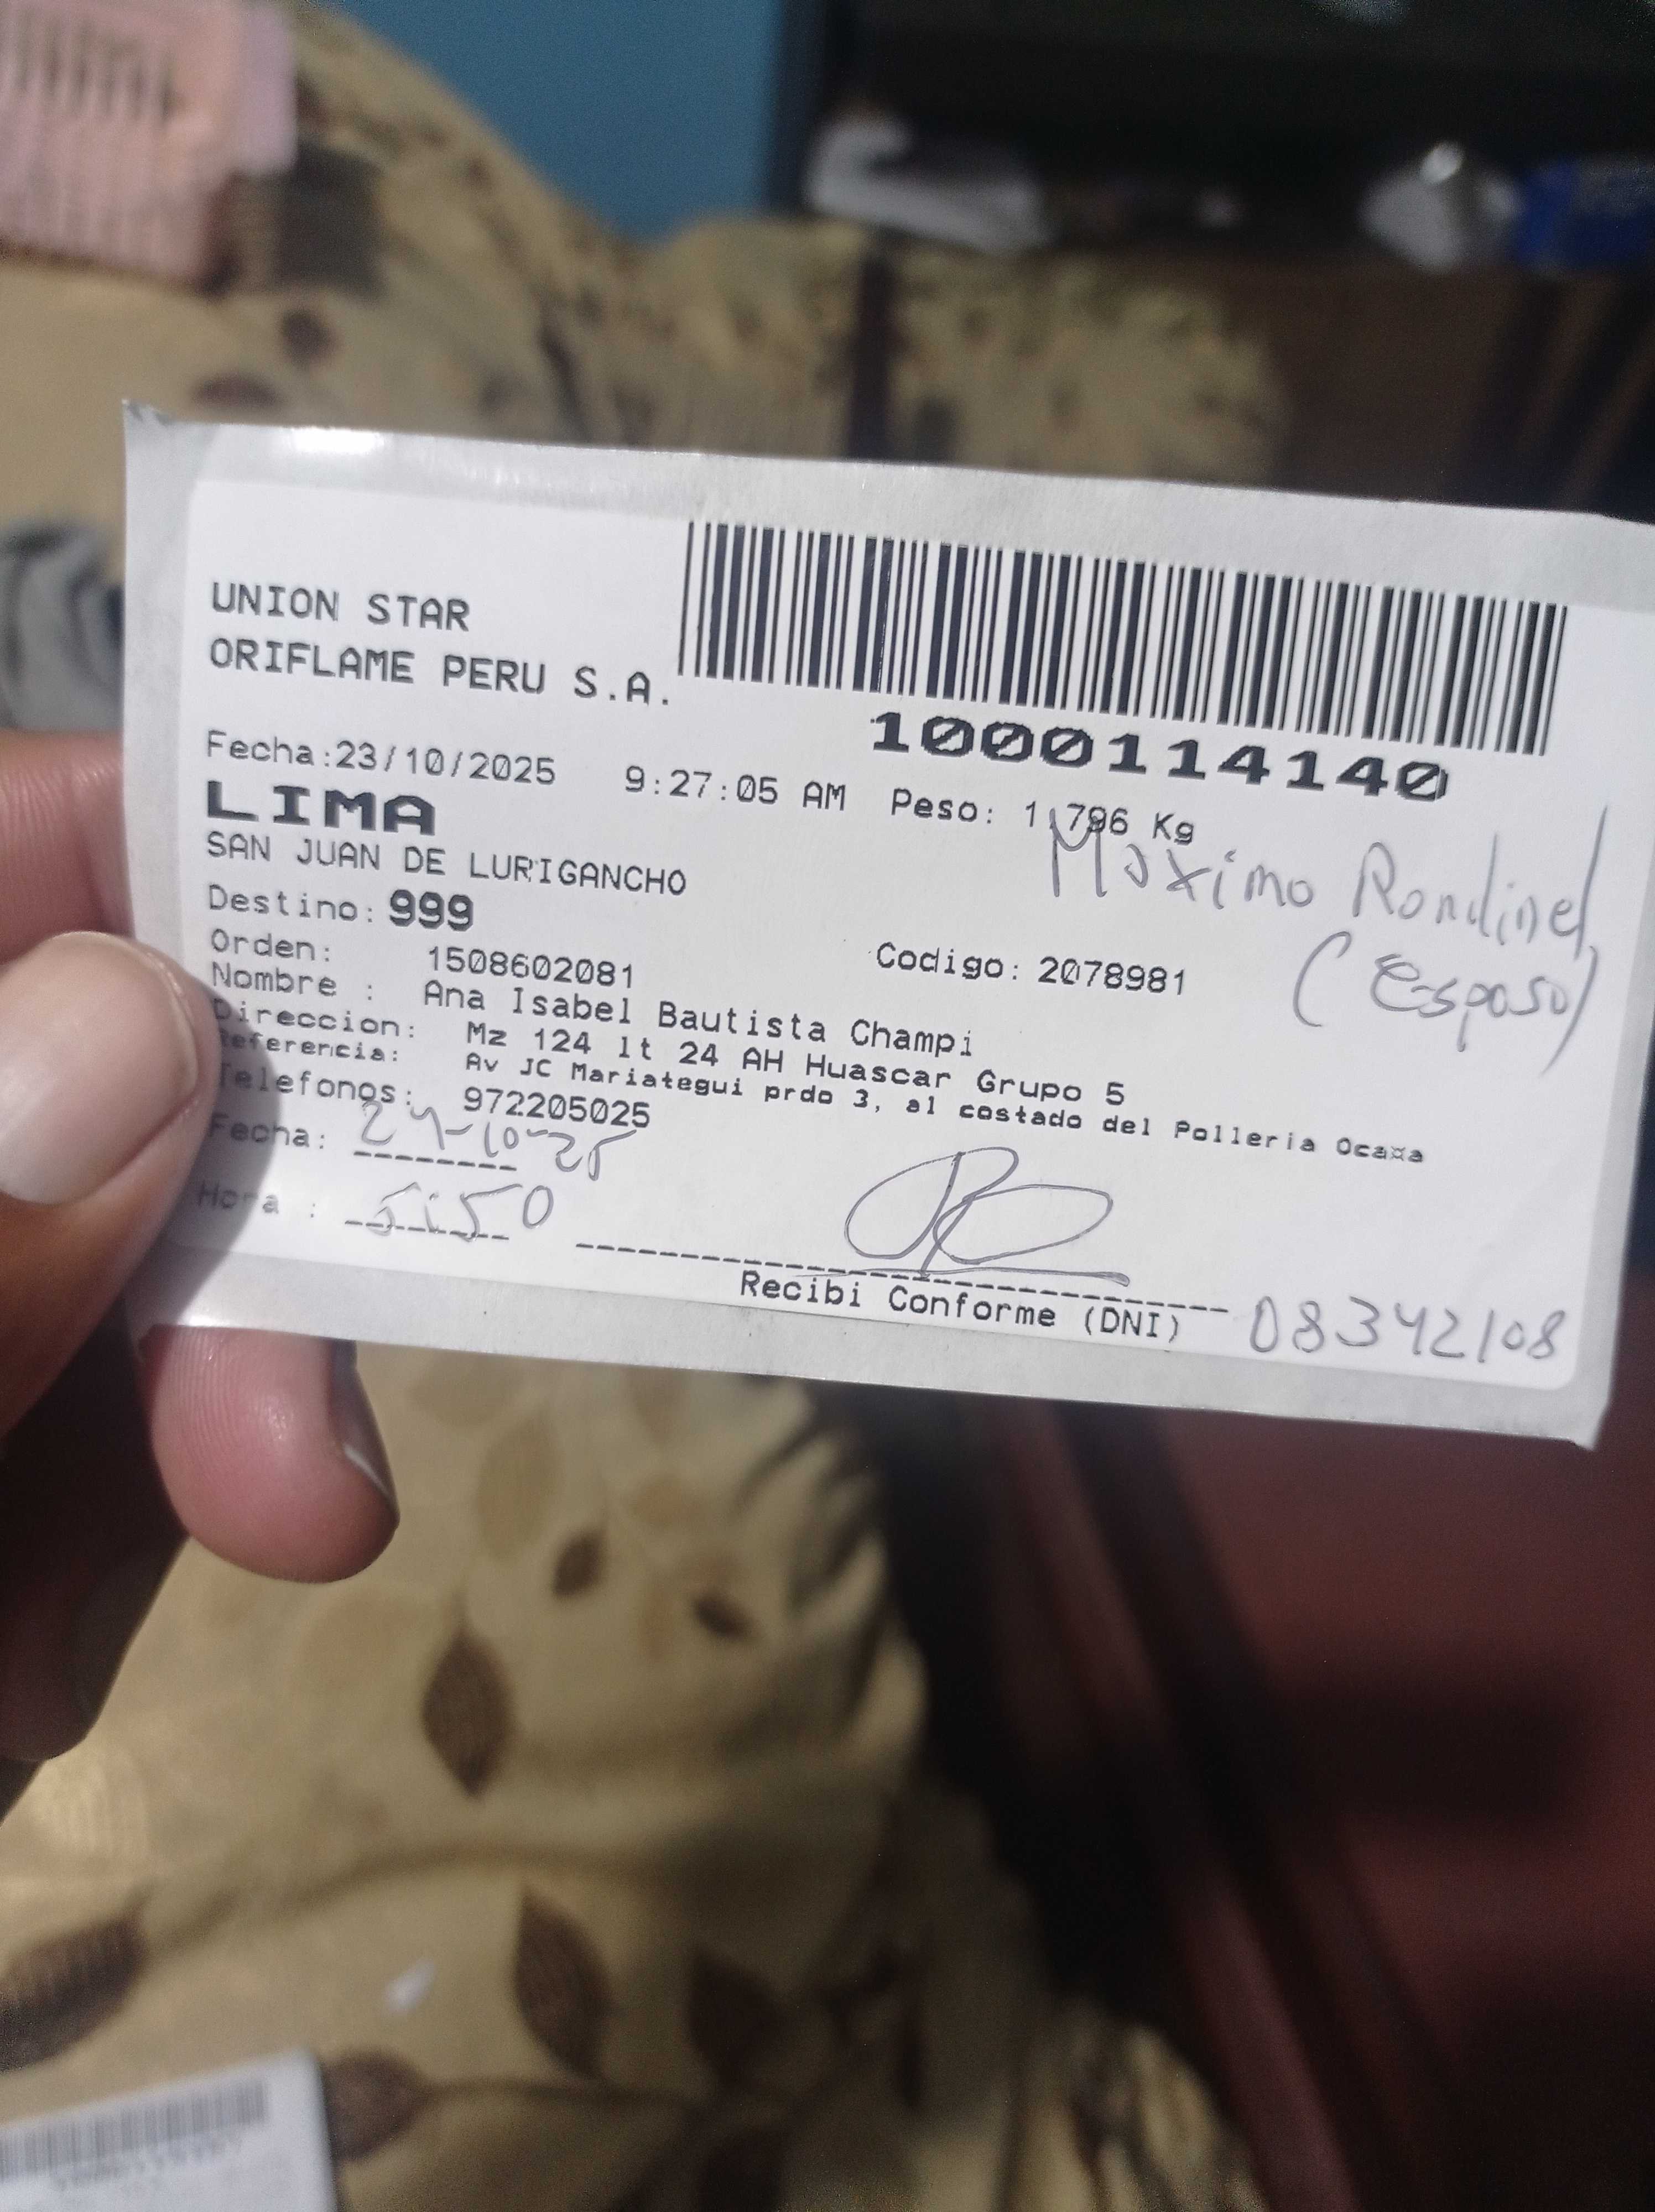 UNION STAR
ORIFLAME PERU S.A.
1000114140
Fecha:23/10/2025 9:27:05 AM Peso: 1,796 Kg
LIMA
SAN JUAN DE LURIGANCHO
Máximo Rondinel
(Esposo)
Destino: 999
Orden: 1508602081 Codigo: 2078981
Nombre : Ana Isabel Bautista Champi
Direccion: Mz 124 lt 24 AH Huascar Grupo 5
Referencia: Av JC Mariategui prdo 3, al costado del Polleria Ocaxa
Telefonos: 972205025
Fecha: 24-10-25
Hora : 5:50
Recibi Conforme (DNI) 08342108